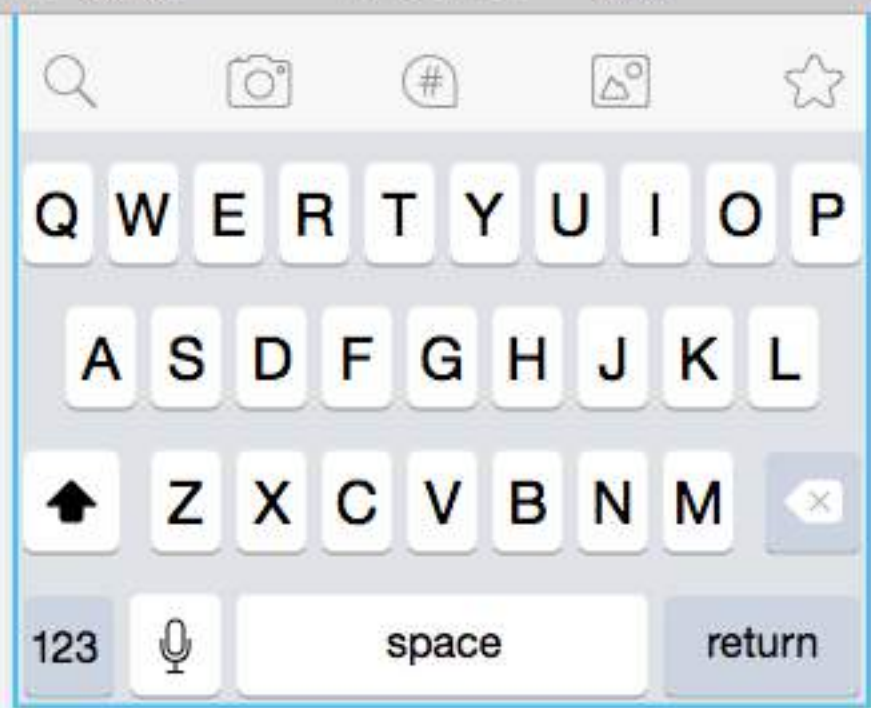 #
Q W E R T Y U I O P
A S D F G H J K L
Z X C V B N M
123 space return